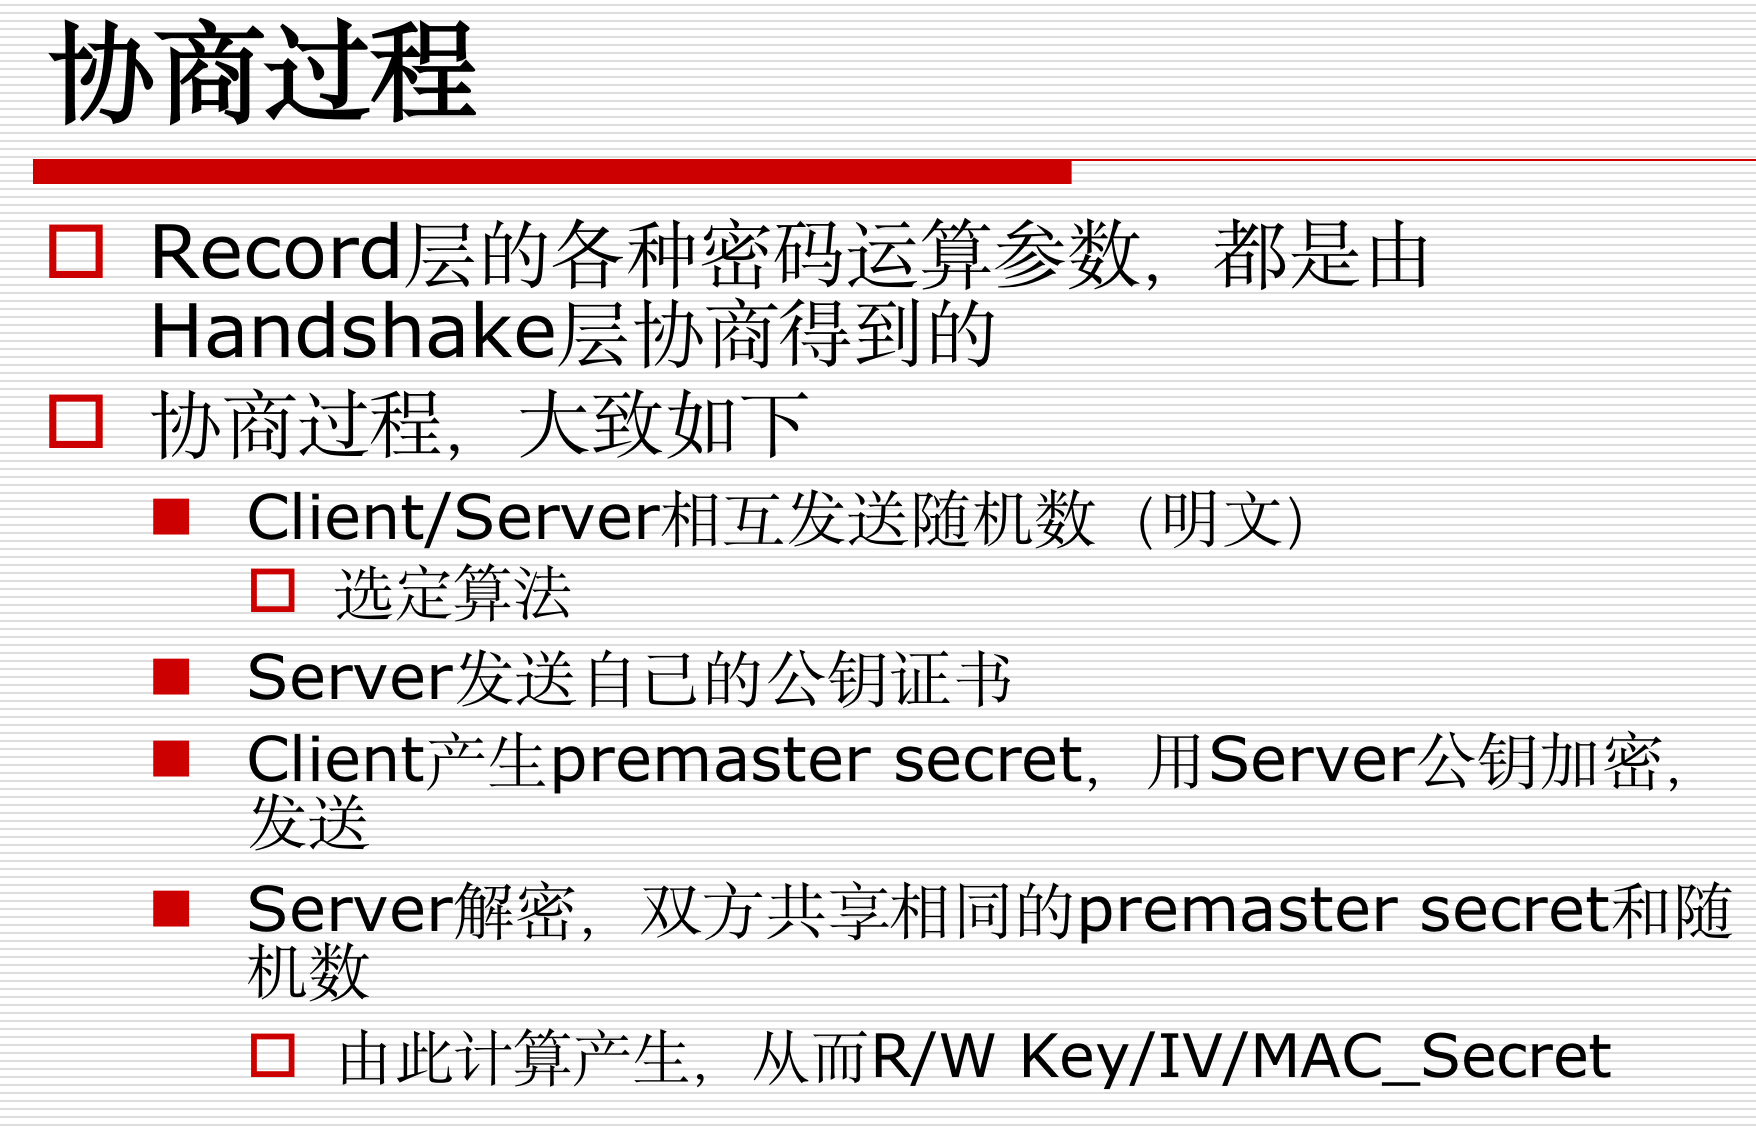 协商过程
Record层的各种密码运算参数，都是由
Handshake层协商得到的
协商过程，大致如下
Client/Server相互发送随机数（明文）
选定算法
Server发送自己的公钥证书
Client产生premaster secret，用Server公钥加密，
发送
Server解密，双方共享相同的premaster secret和随
机数
由此计算产生，从而R/W Key/IV/MAC_Secret